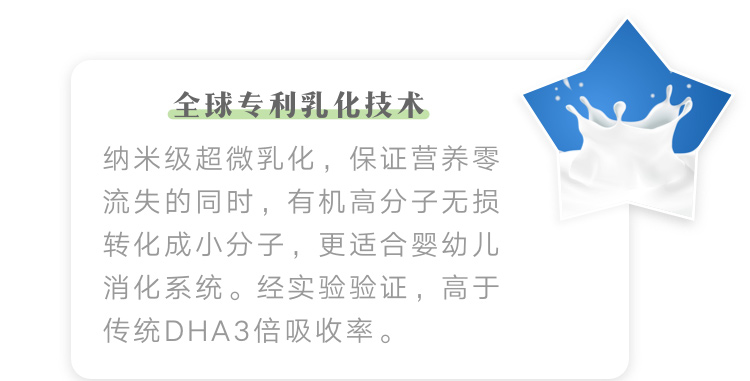 全球专利乳化技术
纳米级超微乳化，保证营养零
流失的同时，有机高分子无损
转化成小分子，更适合婴幼儿
消化系统。经实验验证，高于
传统DHA3倍吸收率。